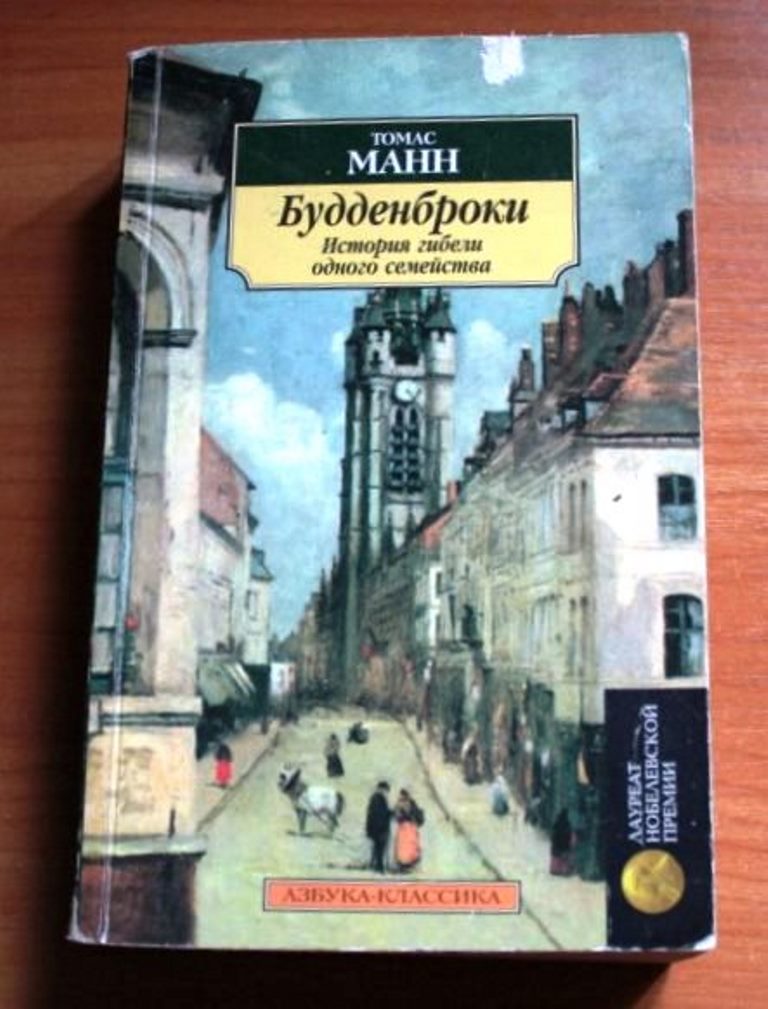 ТОМАС
МАНН
Будденброки
История гибели
одного семейства
АЗБУКА-КЛАССИКА
ЛАУРЕАТ
НОБЕЛЕВСКОЙ
ПРЕМИИ